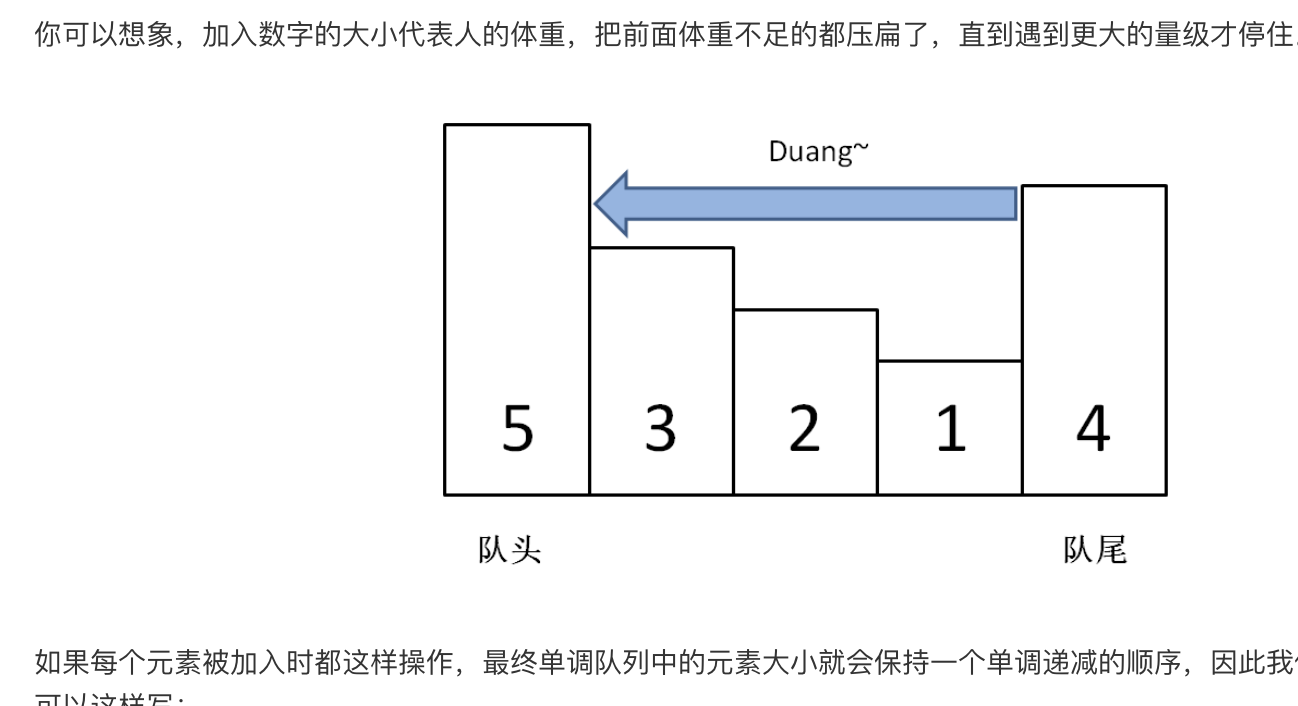 你可以想象，加入数字的大小代表人的体重，把前面体重不足的都压扁了，直到遇到更大的量级才停住
Duang~
5 3 2 1 4
队头 队尾
如果每个元素被加入时都这样操作，最终单调队列中的元素大小就会保持一个单调递减的顺序，因此我
可以这样写：